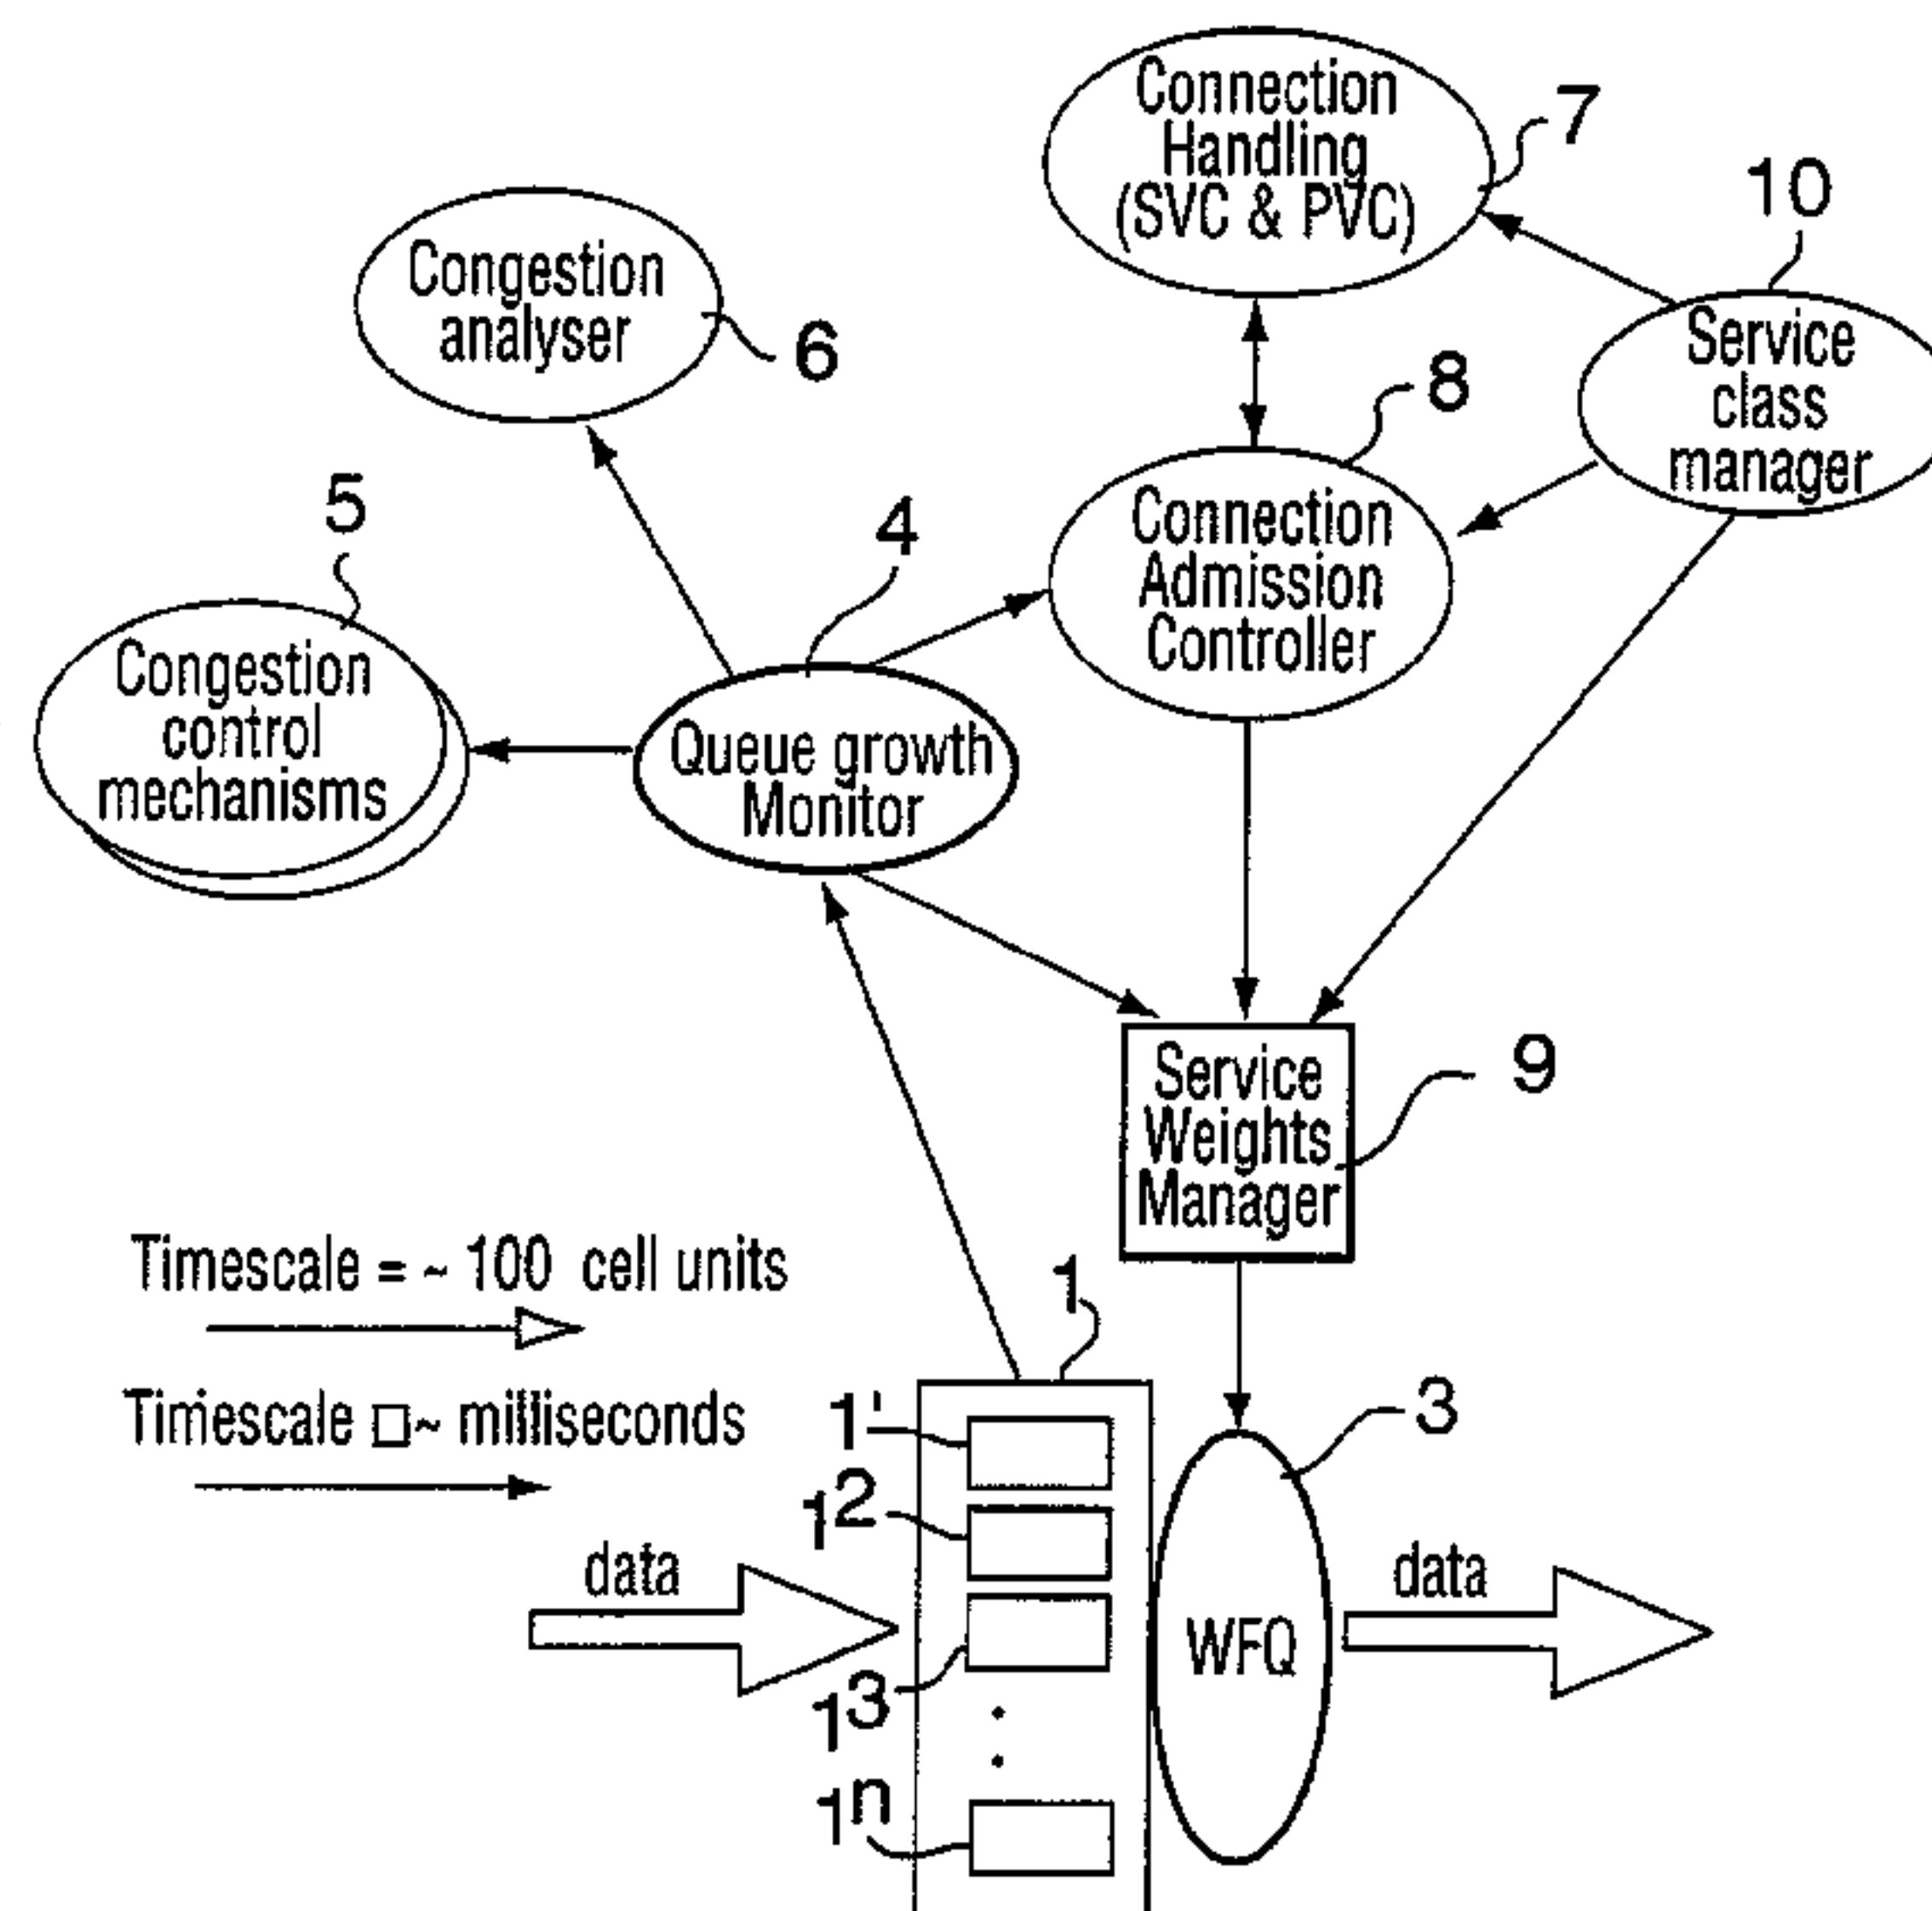 Connection
Handling
(SVC & PVC)
7
10
Congestion
analyser
6
Service
class
manager
8
5
4
Connection
Admission
Controller
Congestion
control
mechanisms
Queue growth
Monitor
Service
Weights
Manager
9
Timescale = ~ 100 cell units
1
Timescale □~ milliseconds
1'
3
1²
data
data
WFQ
1³
1ⁿ